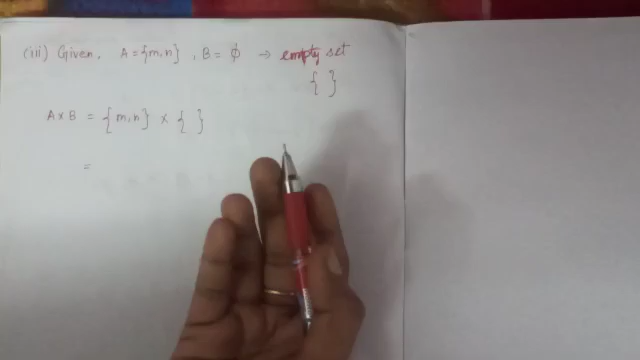 (iii) Given, A = {m,n} , B = ϕ → empty set
{ }
A x B = {m,n} x { }
=